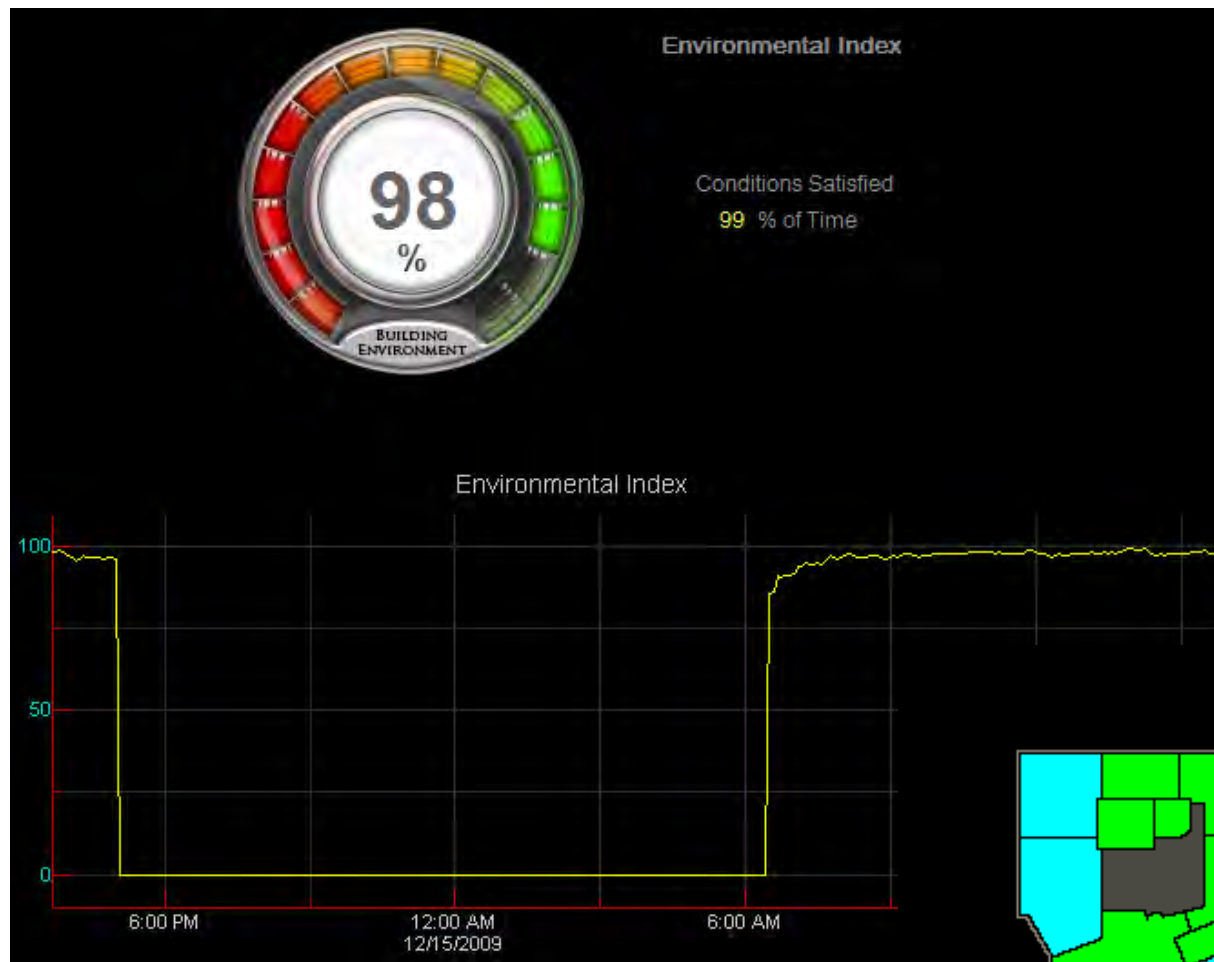 Environmental Index
98
%
BUILDING
ENVIRONMENT
Conditions Satisfied
99 % of Time
Environmental Index
100
50
0
6:00 PM
12:00 AM
6:00 AM
12/15/2009